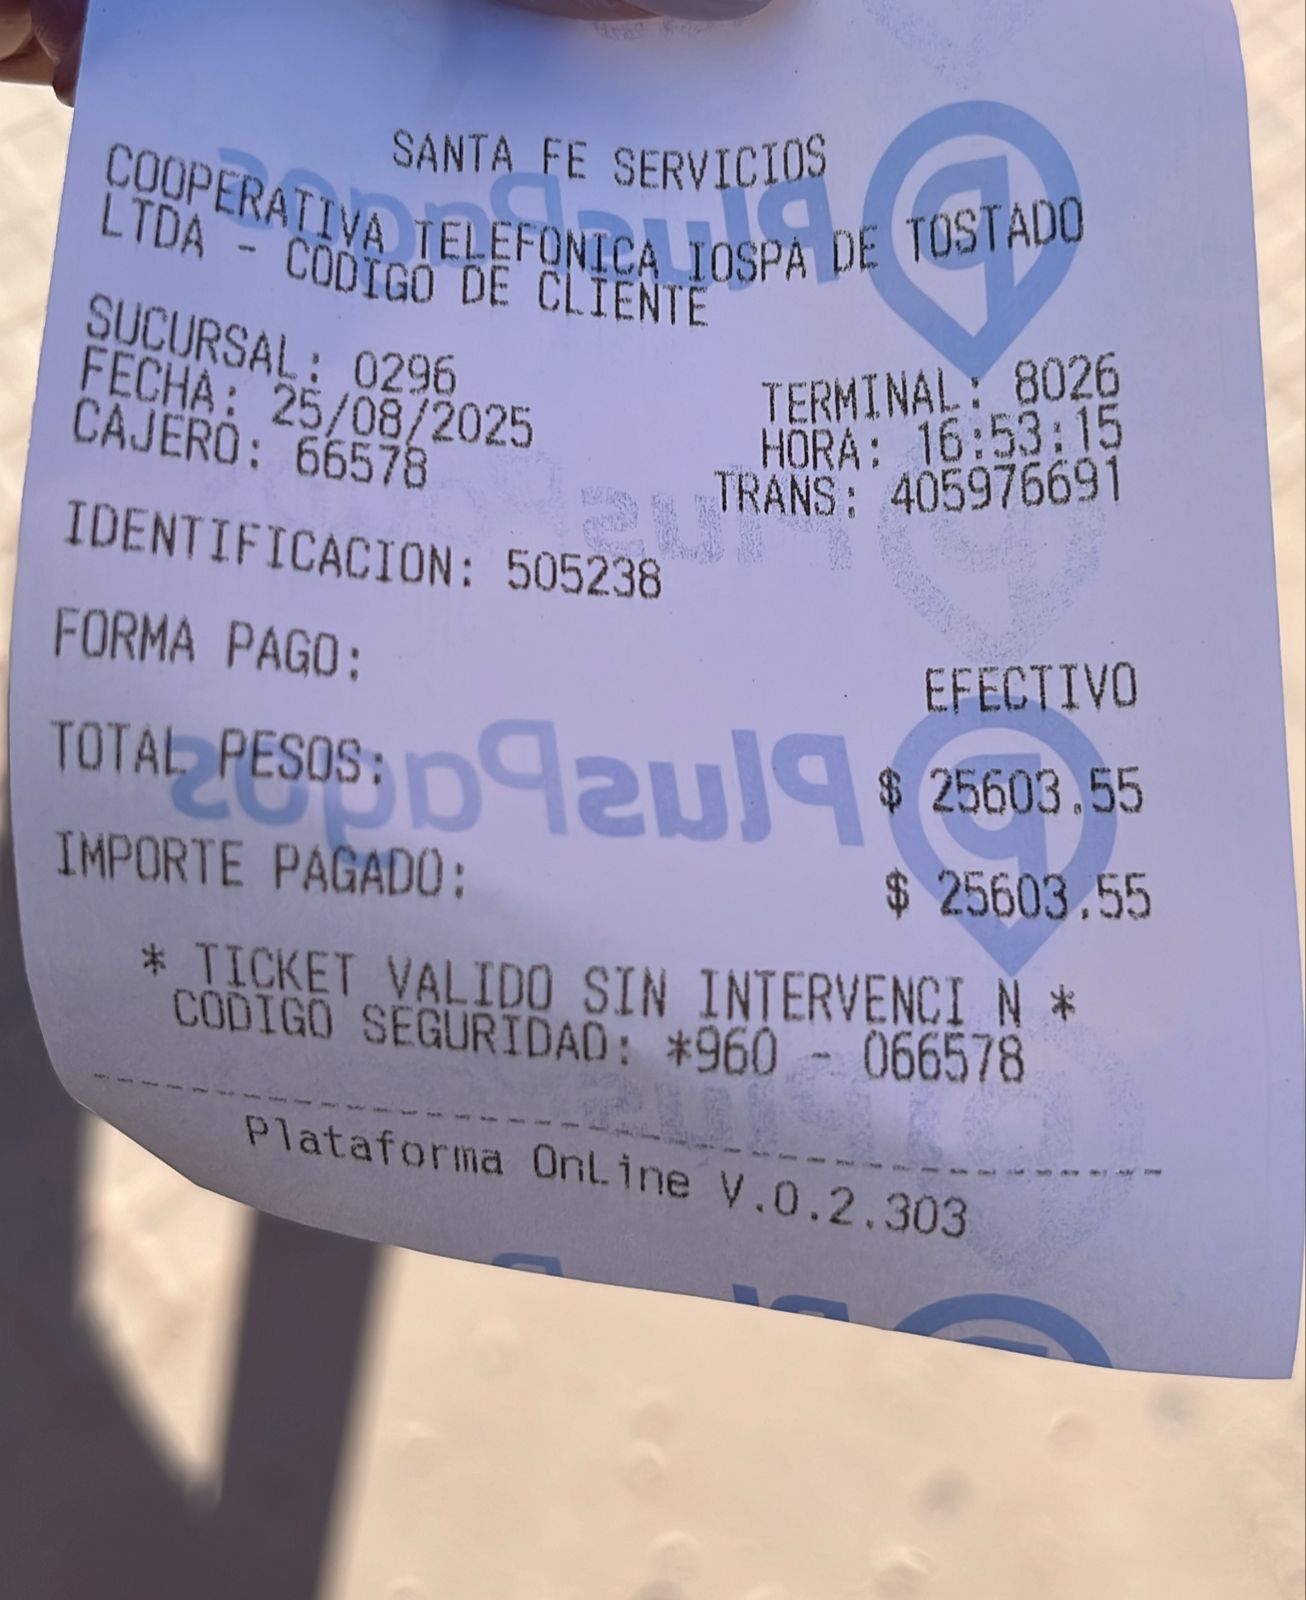 SANTA FE SERVICIOS
COOPERATIVA TELEFONICA IOSPA DE TOSTADO
LTDA - CODIGO DE CLIENTE
SUCURSAL: 0296 TERMINAL: 8026
FECHA: 25/08/2025 HORA: 16:53:15
CAJERO: 66578 TRANS: 405976691
IDENTIFICACION: 505238
FORMA PAGO: EFECTIVO
TOTAL PESOS: $ 25603.55
IMPORTE PAGADO: $ 25603.55
* TICKET VALIDO SIN INTERVENCI N *
CODIGO SEGURIDAD: *960 - 066578
Plataforma OnLine V.0.2.303
PlusPagos
PlusPagos